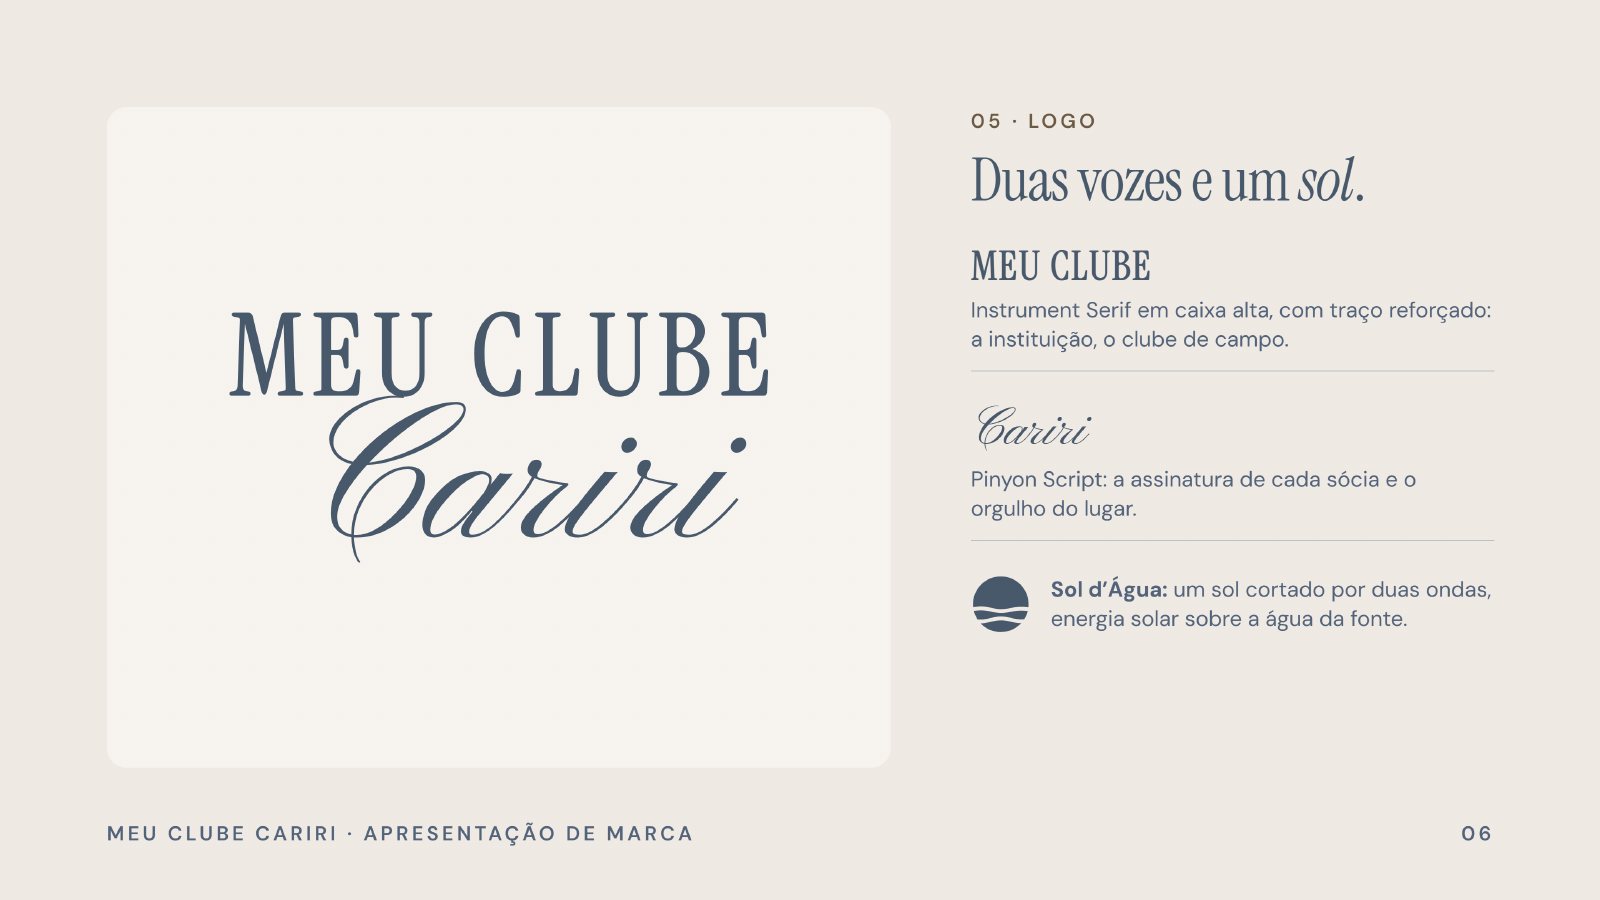 MEU CLUBE
Cariri
05 · LOGO
Duas vozes e um sol.
MEU CLUBE
Instrument Serif em caixa alta, com traço reforçado:
a instituição, o clube de campo.
Cariri
Pinyon Script: a assinatura de cada sócia e o
orgulho do lugar.
Sol d’Água: um sol cortado por duas ondas,
energia solar sobre a água da fonte.
MEU CLUBE CARIRI · APRESENTAÇÃO DE MARCA
06